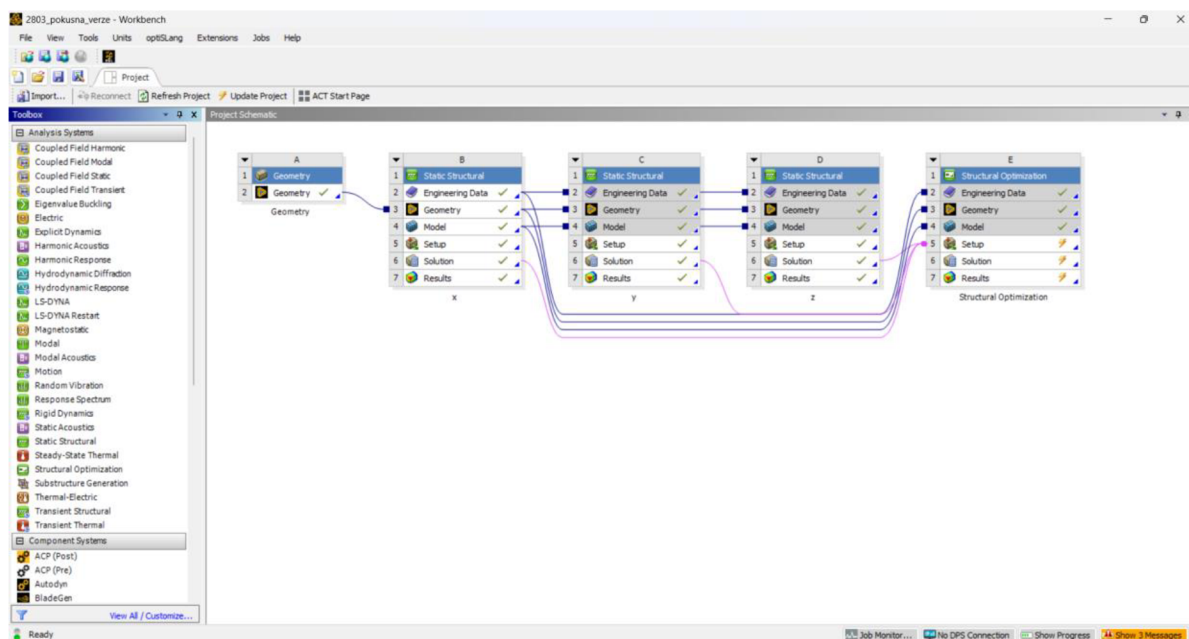 2803_pokusna_verze - Workbench
File View Tools Units optiSLang Extensions Jobs Help
Project
Import... Reconnect Refresh Project Update Project ACT Start Page
Toolbox
Project Schematic
Analysis Systems
Coupled Field Harmonic
Coupled Field Modal
Coupled Field Static
Coupled Field Transient
Eigenvalue Buckling
Electric
Explicit Dynamics
Harmonic Acoustics
Harmonic Response
Hydrodynamic Diffraction
Hydrodynamic Response
LS-DYNA
LS-DYNA Restart
Magnetostatic
Modal
Modal Acoustics
Motion
Random Vibration
Response Spectrum
Rigid Dynamics
Static Acoustics
Static Structural
Steady-State Thermal
Structural Optimization
Substructure Generation
Thermal-Electric
Transient Structural
Transient Thermal
Component Systems
ACP (Post)
ACP (Pre)
Autodyn
BladeGen
View All / Customize...
A
1 Geometry
2 Geometry
Geometry
B
1 Static Structural
2 Engineering Data
3 Geometry
4 Model
5 Setup
6 Solution
7 Results
x
C
1 Static Structural
2 Engineering Data
3 Geometry
4 Model
5 Setup
6 Solution
7 Results
y
D
1 Static Structural
2 Engineering Data
3 Geometry
4 Model
5 Setup
6 Solution
7 Results
z
E
1 Structural Optimization
2 Engineering Data
3 Geometry
4 Model
5 Setup
6 Solution
7 Results
Structural Optimization
Ready
Job Monitor... No DPS Connection Show Progress Show 3 Messages